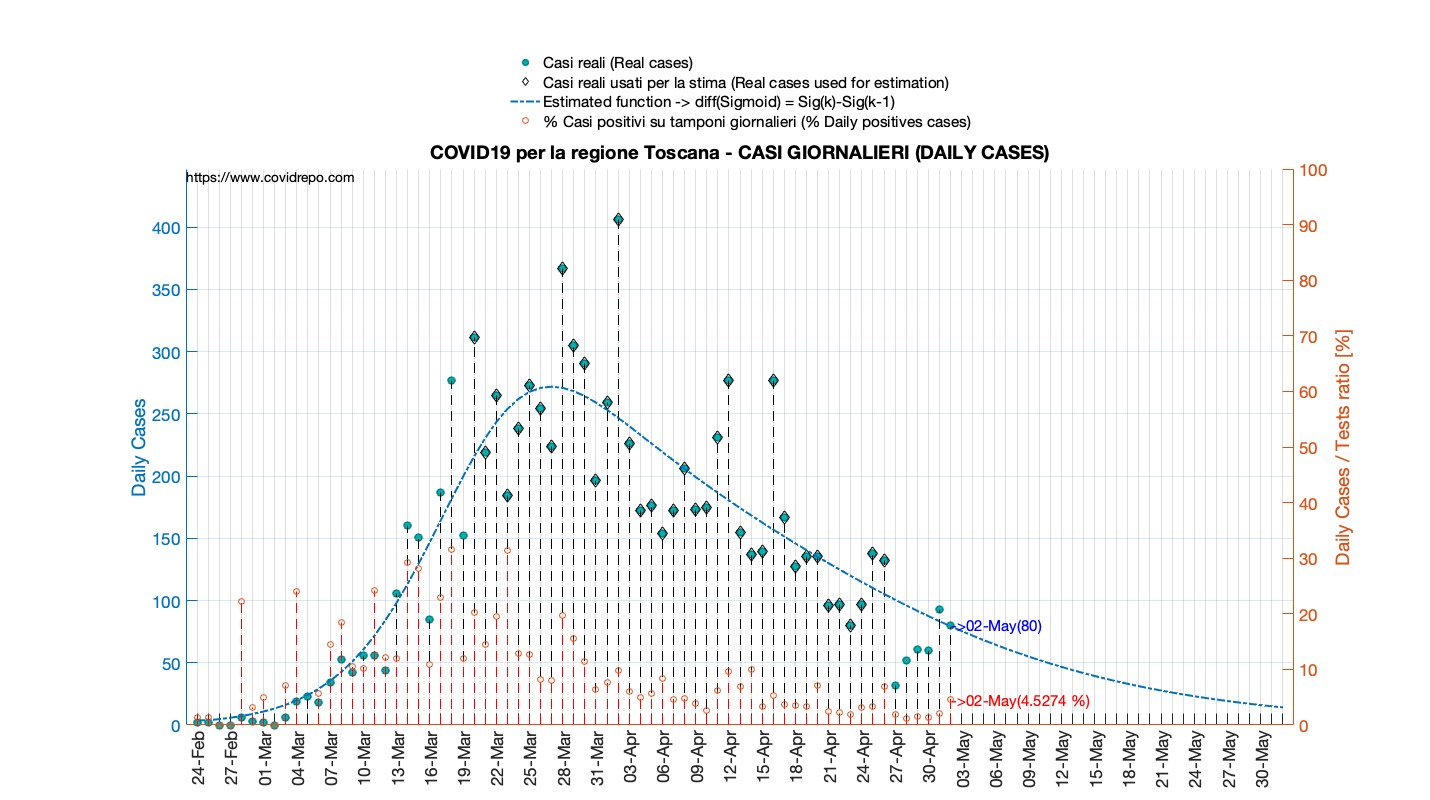 Casi reali (Real cases)
Casi reali usati per la stima (Real cases used for estimation)
Estimated function -> diff(Sigmoid) = Sig(k)-Sig(k-1)
% Casi positivi su tamponi giornalieri (% Daily positives cases)
COVID19 per la regione Toscana - CASI GIORNALIERI (DAILY CASES)
https://www.covidrepo.com
Daily Cases
400
350
300
250
200
150
100
50
0
100
90
80
70
60
50
40
30
20
10
0
Daily Cases / Tests ratio [%]
->02-May(80)
->02-May(4.5274 %)
24-Feb
27-Feb
01-Mar
04-Mar
07-Mar
10-Mar
13-Mar
16-Mar
19-Mar
22-Mar
25-Mar
28-Mar
31-Mar
03-Apr
06-Apr
09-Apr
12-Apr
15-Apr
18-Apr
21-Apr
24-Apr
27-Apr
30-Apr
03-May
06-May
09-May
12-May
15-May
18-May
21-May
24-May
27-May
30-May